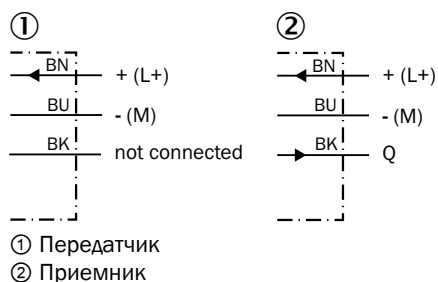 ① ②
BN + (L+) BN + (L+)
BU - (M) BU - (M)
BK not connected BK Q
① Передатчик
② Приемник